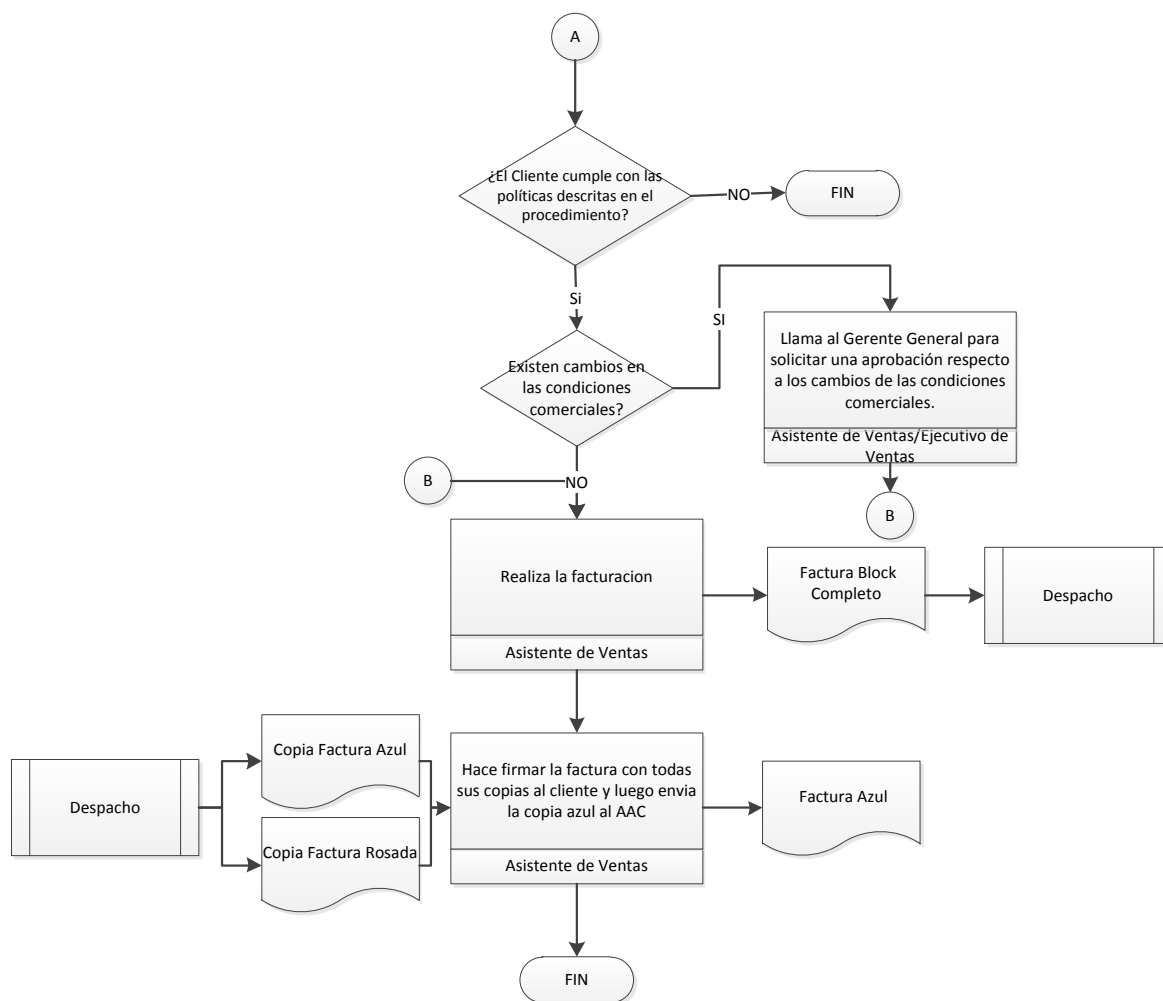 A
¿El Cliente cumple con las
políticas descritas en el
procedimiento?
NO
FIN
Si
SI
Existen cambios en
las condiciones
comerciales?
Llama al Gerente General para
solicitar una aprobación respecto
a los cambios de las condiciones
comerciales.
Asistente de Ventas/Ejecutivo de
Ventas
B
NO
B
Realiza la facturacion
Asistente de Ventas
Factura Block
Completo
Despacho
Despacho
Copia Factura Azul
Copia Factura Rosada
Hace firmar la factura con todas
sus copias al cliente y luego envia
la copia azul al AAC
Asistente de Ventas
Factura Azul
FIN